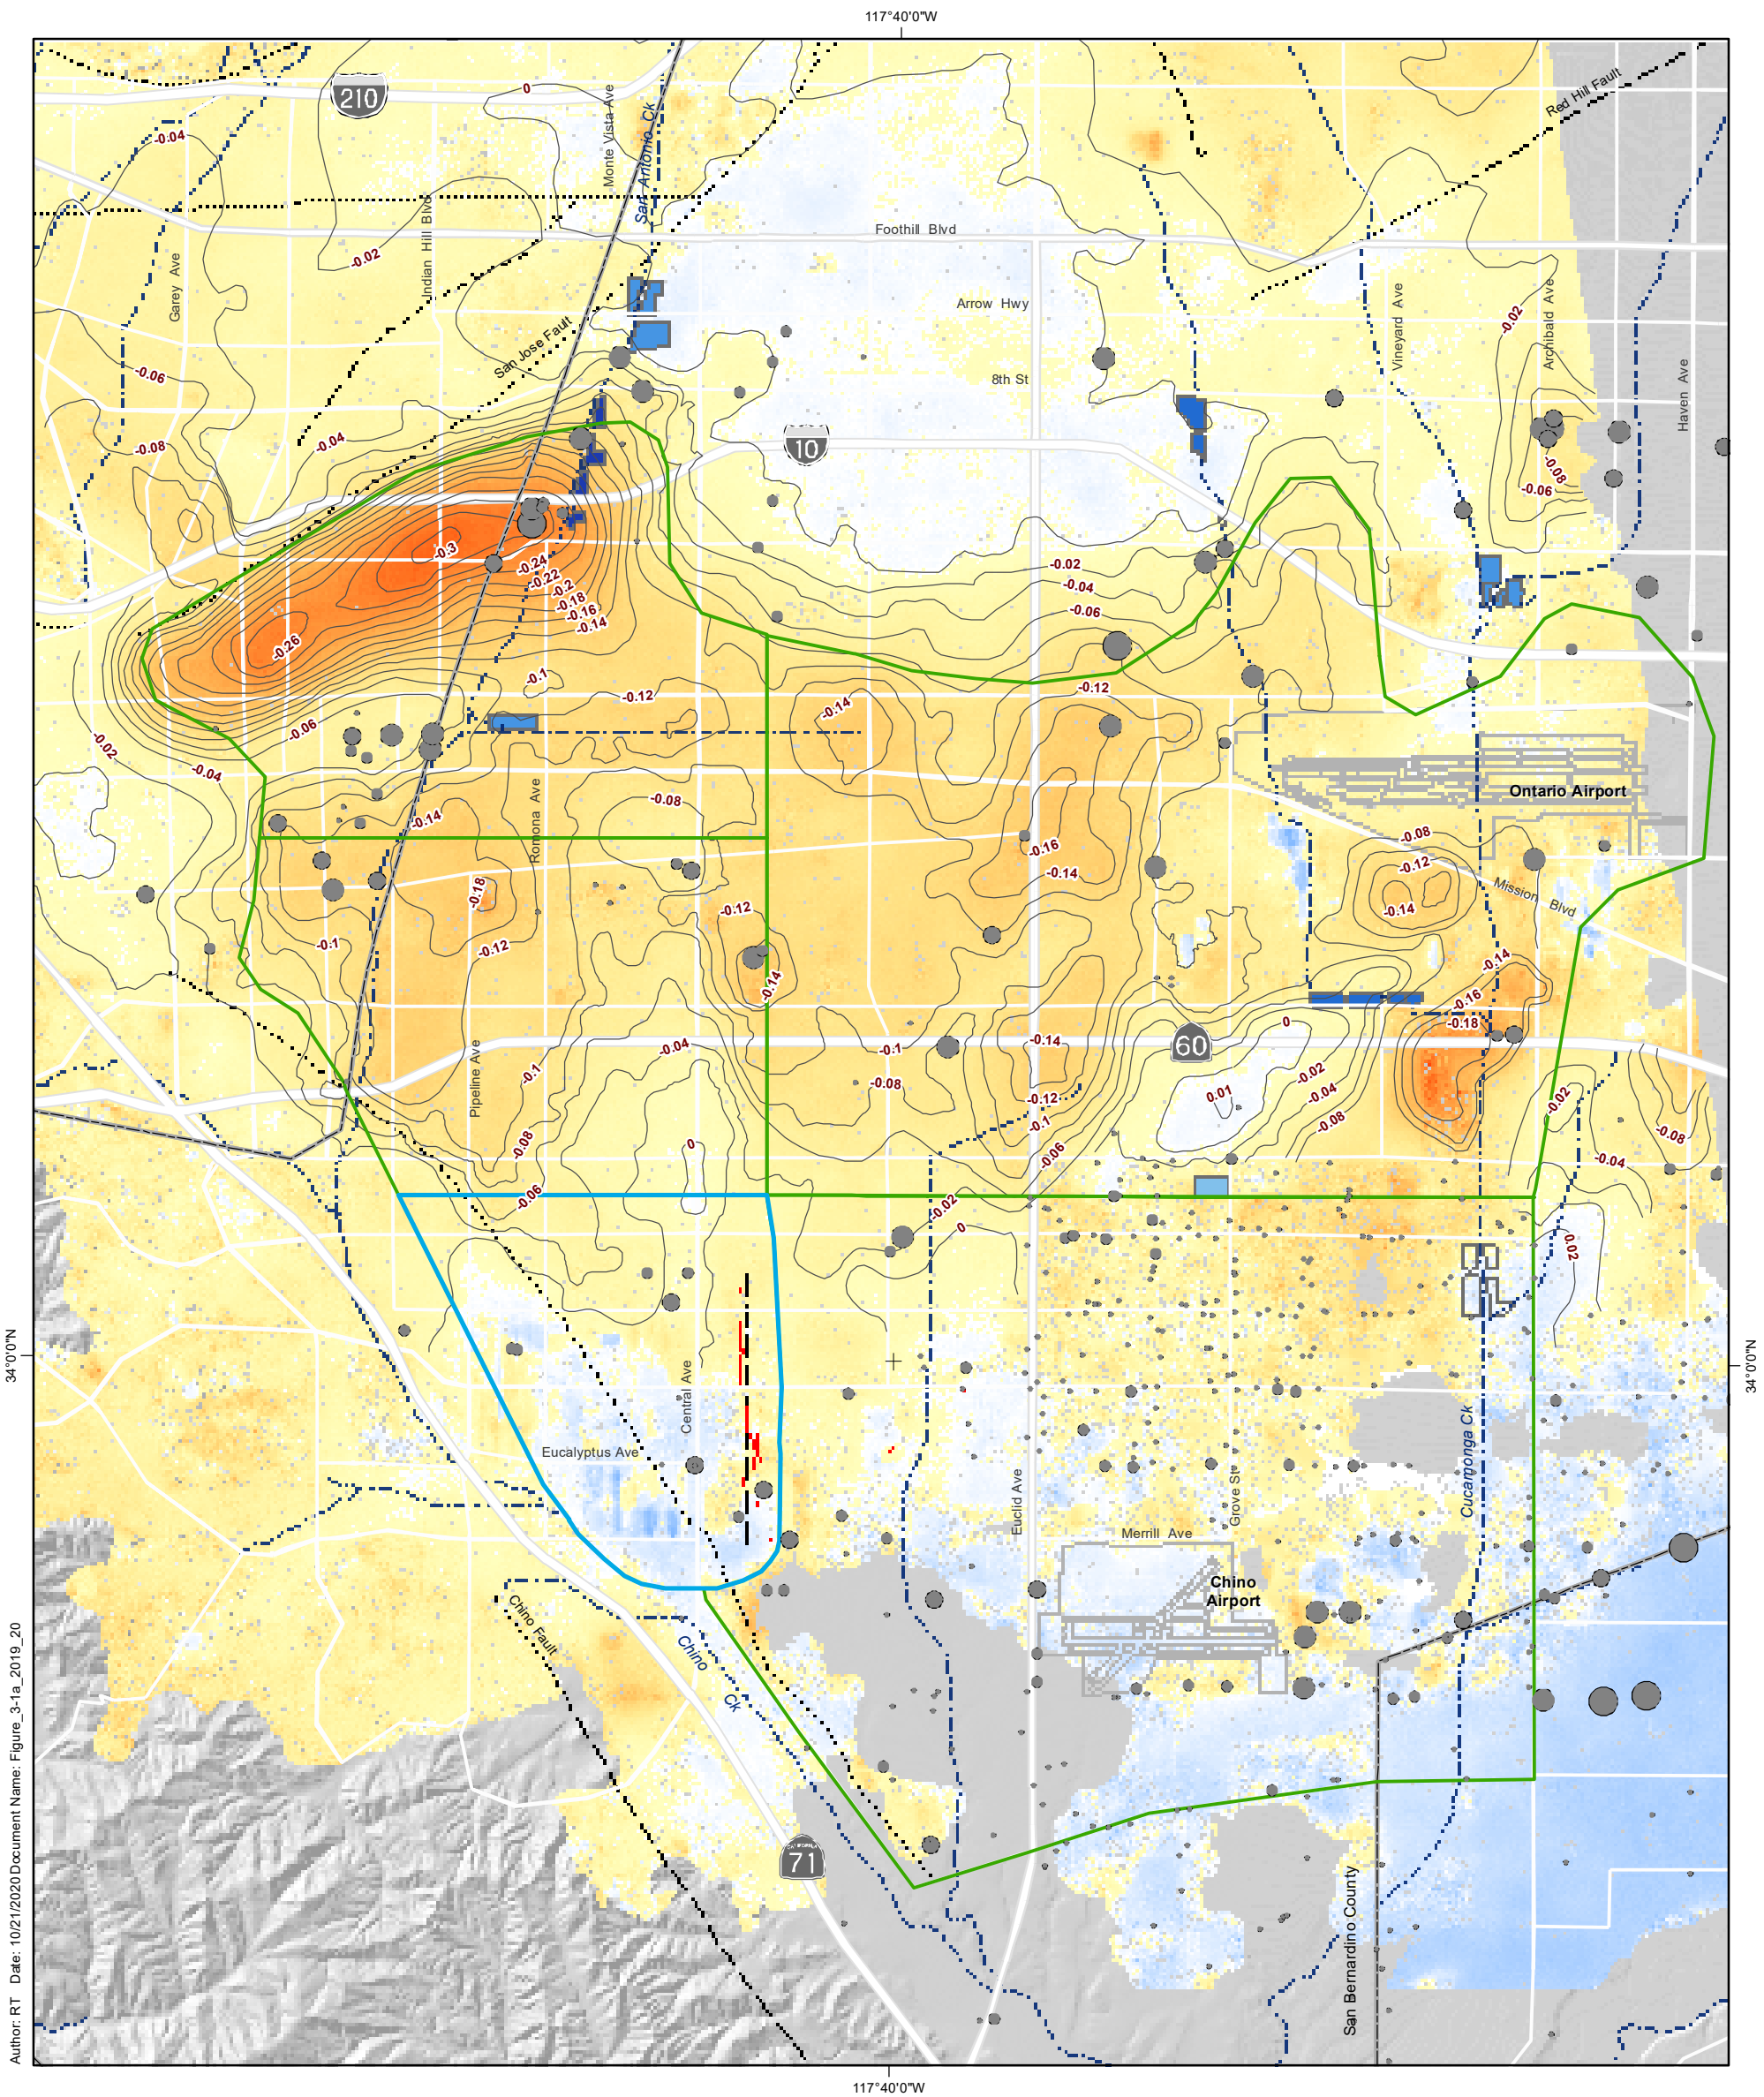 117°40'0"W
210
0
Monte Vista Ave
San Antonio Ck
Red Hill Fault
-0.04
Foothill Blvd
-0.02
Indian Hill Blvd
Garey Ave
Arrow Hwy
Vineyard Ave
Archibald Ave
-0.02
San Jose Fault
-0.06
8th St
Haven Ave
-0.04
-0.08
10
-0.08
-0.06
-0.3
-0.24
-0.22
-0.2
-0.18
-0.16
-0.14
-0.02
-0.04
-0.06
-0.26
-0.1
-0.12
-0.12
-0.14
-0.06
-0.02
-0.04
-0.08
Ontario Airport
-0.14
Romona Ave
-0.08
-0.16
-0.12
-0.14
-0.18
Mission Blvd
-0.12
-0.14
-0.1
-0.12
-0.14
-0.14
-0.16
-0.18
0
-0.04
-0.1
-0.14
60
-0.1
-0.08
-0.02
-0.04
0.01
-0.02
Pipeline Ave
-0.12
-0.1
-0.08
-0.08
-0.08
0
-0.06
-0.04
-0.06
-0.02
0
0.02
34°0'0"N
34°0'0"N
Central Ave
Eucalyptus Ave
Euclid Ave
Grove St
Cucamonga Ck
Merrill Ave
Chino
Airport
Chino Fault
Chino Ck
71
San Bernardino County
Author: RT Date: 10/21/2020 Document Name: Figure_3-1a_2019_20
117°40'0"W